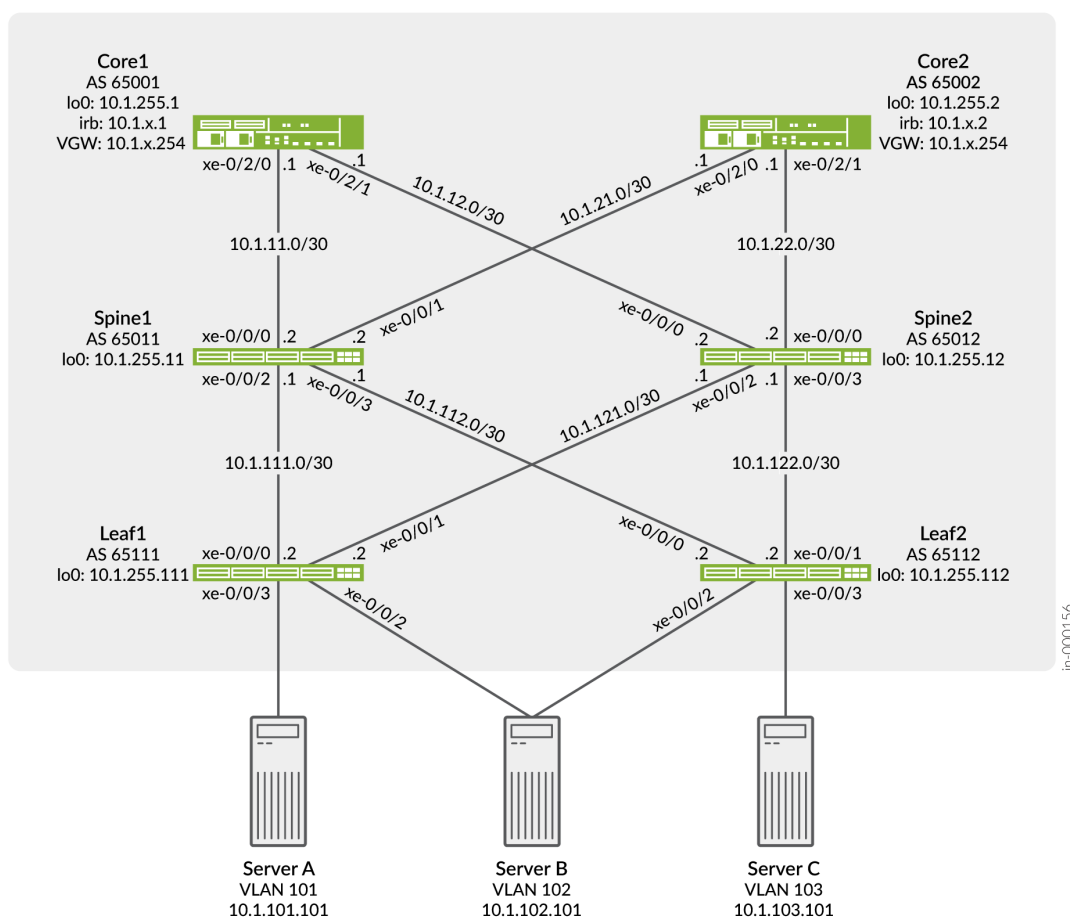 Core1
AS 65001
lo0: 10.1.255.1
irb: 10.1.x.1
VGW: 10.1.x.254
Core2
AS 65002
lo0: 10.1.255.2
irb: 10.1.x.2
VGW: 10.1.x.254
xe-0/2/0
.1
xe-0/2/1
.1
10.1.12.0/30
10.1.21.0/30
.1
xe-0/2/0
.1
xe-0/2/1
10.1.11.0/30
10.1.22.0/30
Spine1
AS 65011
lo0: 10.1.255.11
xe-0/0/0
.2
.2
xe-0/0/1
xe-0/0/0
.2
.2
xe-0/0/0
Spine2
AS 65012
lo0: 10.1.255.12
xe-0/0/2
.1
xe-0/0/3
.1
10.1.112.0/30
10.1.121.0/30
.1
xe-0/0/2
.1
xe-0/0/3
10.1.111.0/30
10.1.122.0/30
Leaf1
AS 65111
lo0: 10.1.255.111
xe-0/0/0
.2
.2
xe-0/0/1
xe-0/0/0
.2
.2
xe-0/0/1
Leaf2
AS 65112
lo0: 10.1.255.112
xe-0/0/3
xe-0/0/2
xe-0/0/2
xe-0/0/3
Server A
VLAN 101
10.1.101.101
Server B
VLAN 102
10.1.102.101
Server C
VLAN 103
10.1.103.101